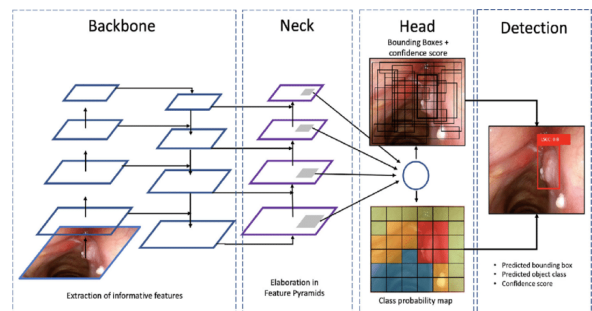 Backbone
Neck
Head
Detection
Bounding Boxes +
confidence score
Extraction of informative features
Elaboration in
Feature Pyramids
Class probability map
• Predicted bounding box
• Predicted object class
• Confidence score